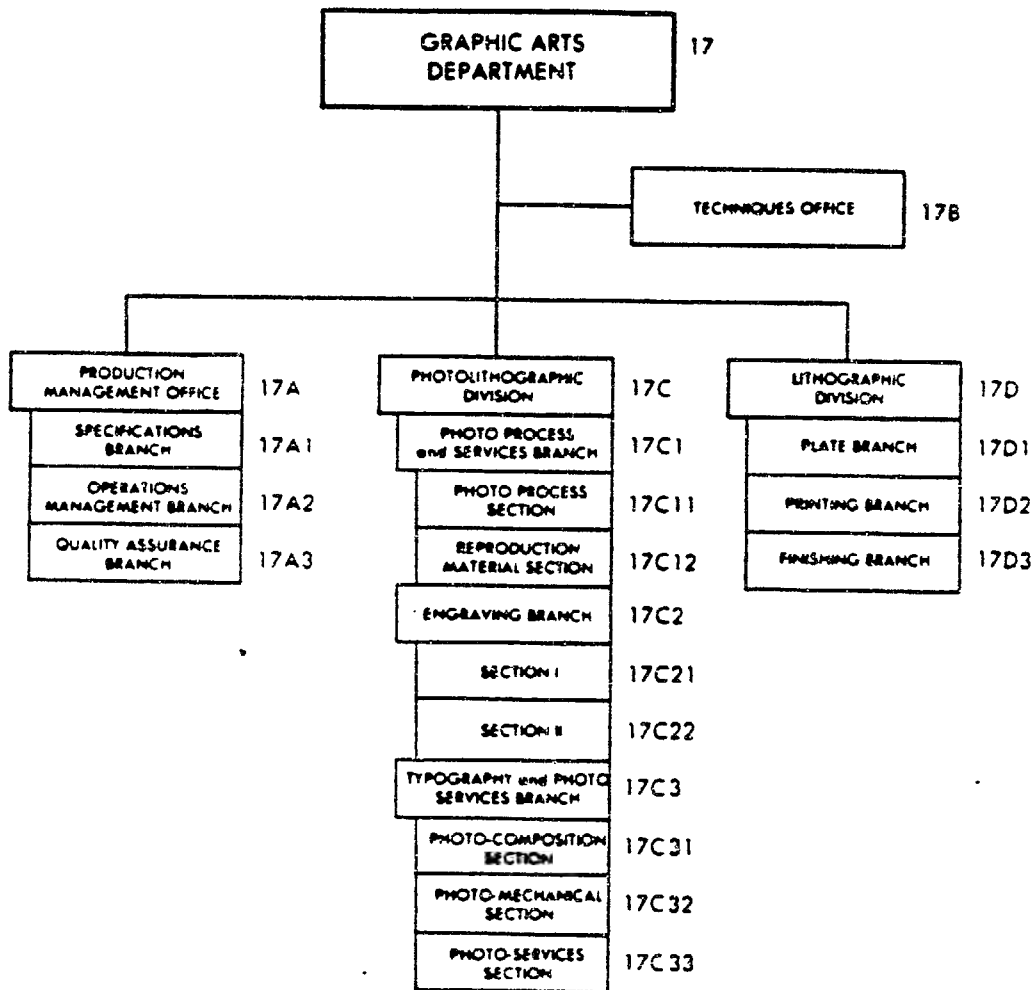 GRAPHIC ARTS
DEPARTMENT
17
TECHNIQUES OFFICE
17B
PRODUCTION
MANAGEMENT OFFICE
17A
SPECIFICATIONS
BRANCH
17A1
OPERATIONS
MANAGEMENT BRANCH
17A2
QUALITY ASSURANCE
BRANCH
17A3
PHOTOLITHOGRAPHIC
DIVISION
17C
PHOTO PROCESS
and SERVICES BRANCH
17C1
PHOTO PROCESS
SECTION
17C11
REPRODUCTION
MATERIAL SECTION
17C12
ENGRAVING BRANCH
17C2
SECTION I
17C21
SECTION II
17C22
TYPOGRAPHY and PHOTO
SERVICES BRANCH
17C3
PHOTO-COMPOSITION
SECTION
17C31
PHOTO-MECHANICAL
SECTION
17C32
PHOTO-SERVICES
SECTION
17C33
LITHOGRAPHIC
DIVISION
17D
PLATE BRANCH
17D1
PRINTING BRANCH
17D2
FINISHING BRANCH
17D3